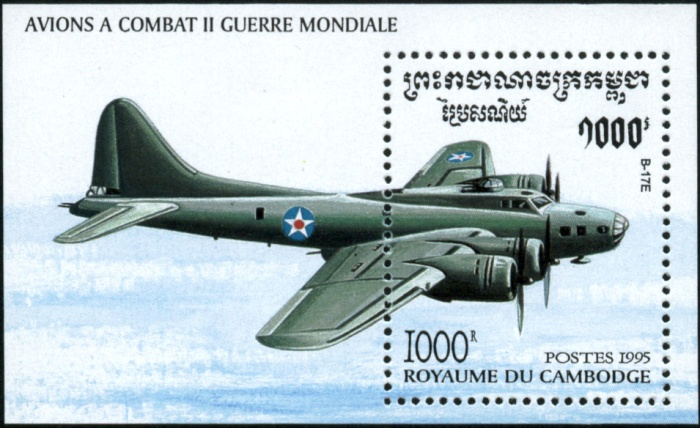 AVIONS A COMBAT II GUERRE MONDIALE
ព្រះរាជាណាចក្រកម្ពុជា
ប្រៃសណីយ៍
១០០០៛
B-17E
1000R
POSTES 1995
ROYAUME DU CAMBODGE